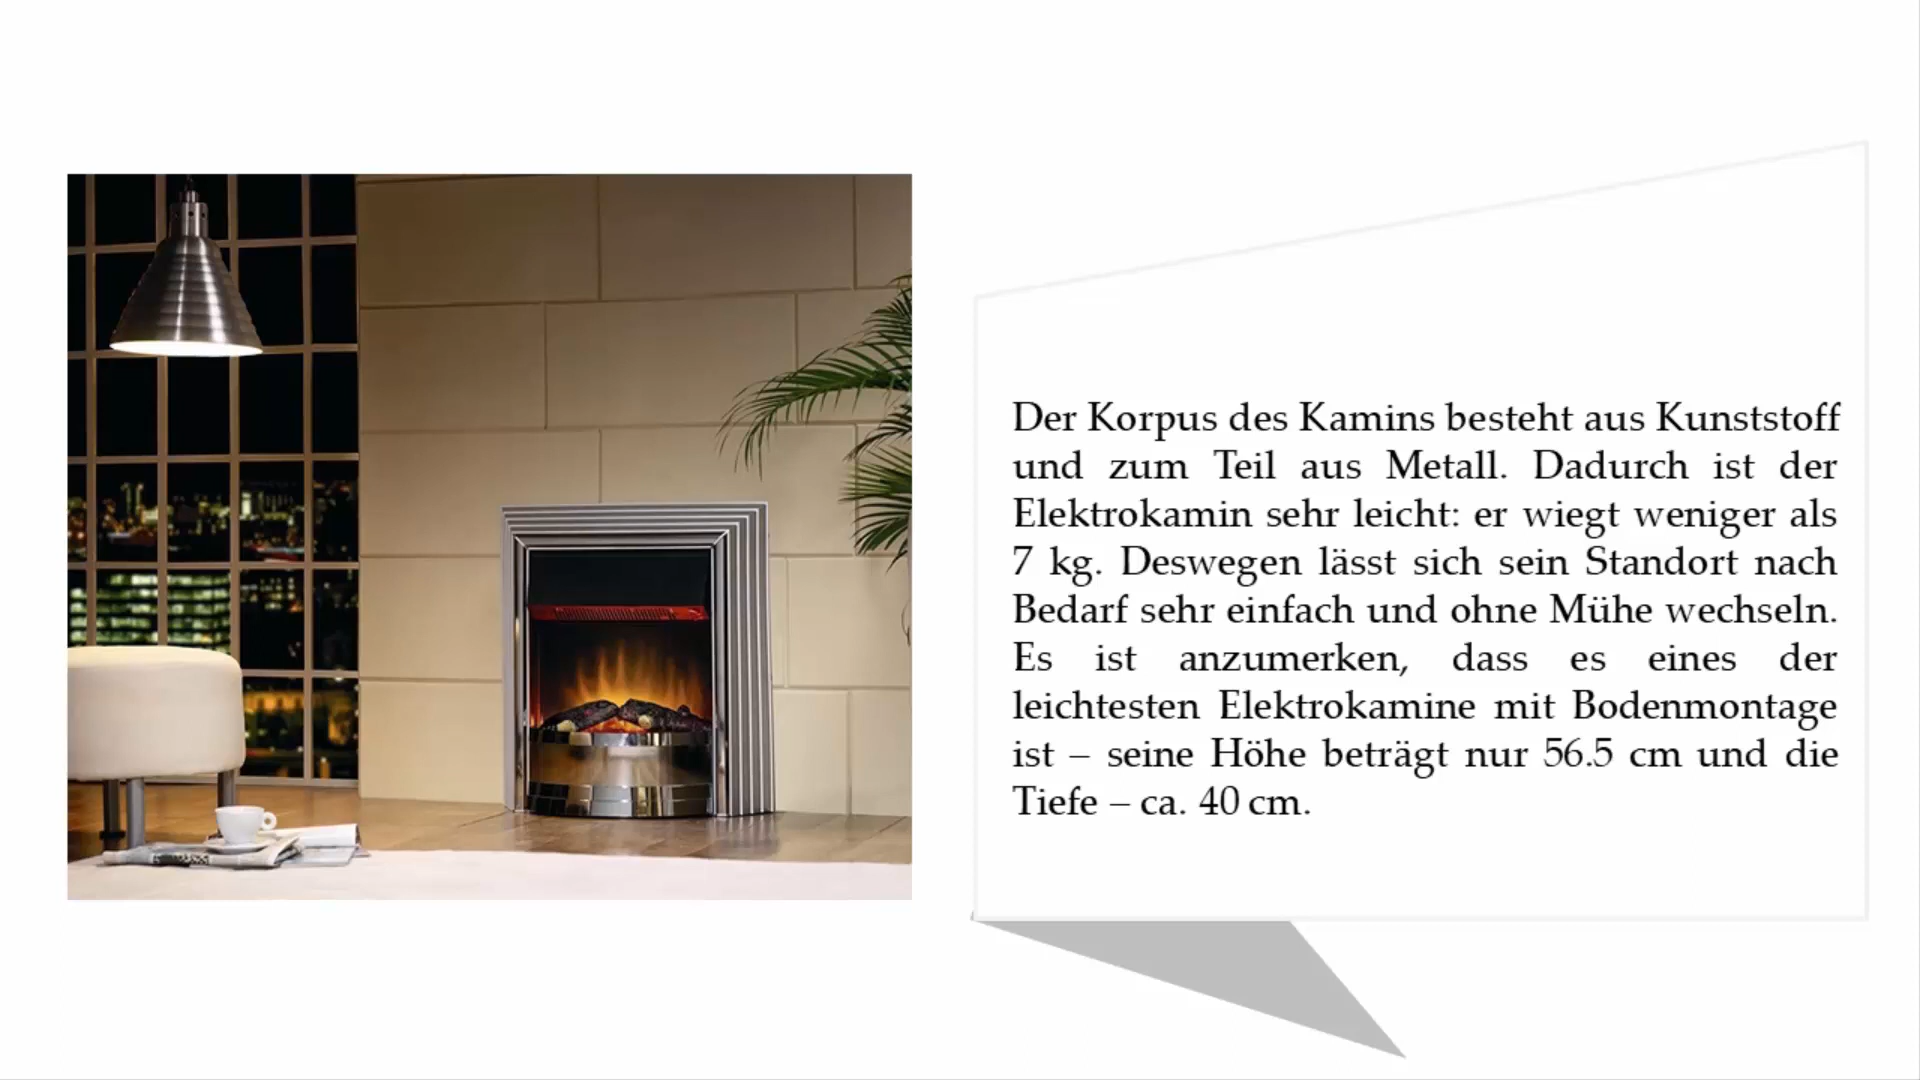 Der Korpus des Kamins besteht aus Kunststoff
und zum Teil aus Metall. Dadurch ist der
Elektrokamin sehr leicht: er wiegt weniger als
7 kg. Deswegen lässt sich sein Standort nach
Bedarf sehr einfach und ohne Mühe wechseln.
Es ist anzumerken, dass es eines der
leichtesten Elektrokamine mit Bodenmontage
ist – seine Höhe beträgt nur 56.5 cm und die
Tiefe – ca. 40 cm.